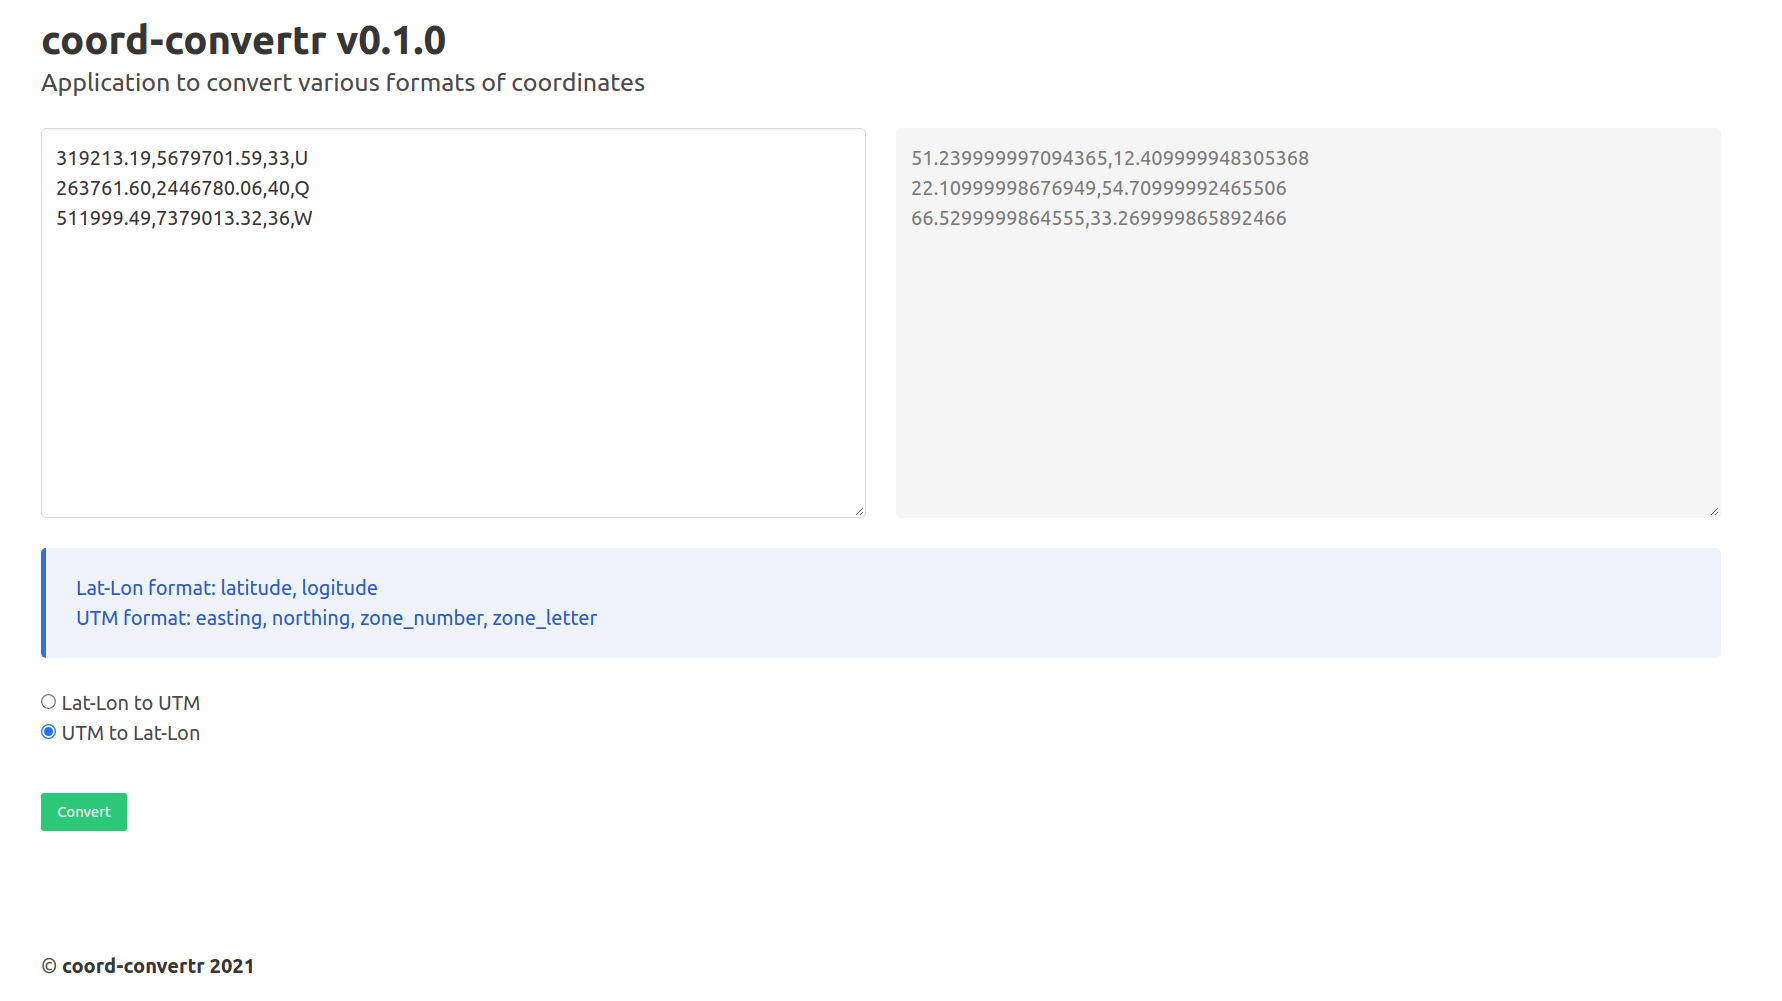 coord-convertr v0.1.0
Application to convert various formats of coordinates
319213.19,5679701.59,33,U
263761.60,2446780.06,40,Q
511999.49,7379013.32,36,W
51.239999997094365,12.409999948305368
22.10999998676949,54.70999992465506
66.5299999864555,33.269999865892466
Lat-Lon format: latitude, logitude
UTM format: easting, northing, zone_number, zone_letter
Lat-Lon to UTM
UTM to Lat-Lon
Convert
© coord-convertr 2021